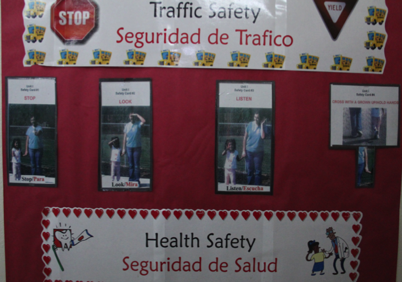 STOP
Traffic Safety
Seguridad de Trafico
YIELD
STOP
Stop/Para
LOOK
Look/Mira
LISTEN
Listen/Escucha
Health Safety
Seguridad de Salud